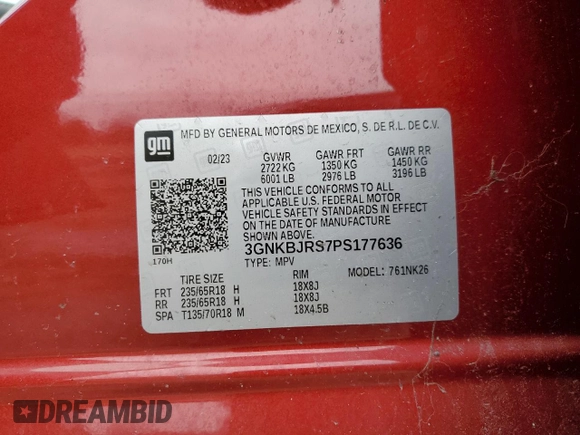 gm
MFD BY GENERAL MOTORS DE MEXICO, S. DE R.L. DE C.V.
02/23 GVWR GAWR FRT GAWR RR
2722 KG 1350 KG 1450 KG
6001 LB 2976 LB 3196 LB
THIS VEHICLE CONFORMS TO ALL
APPLICABLE U.S. FEDERAL MOTOR
VEHICLE SAFETY STANDARDS IN EFFECT
ON THE DATE OF MANUFACTURE
SHOWN ABOVE.
3GNKBJRS7PS177636
170H TYPE: MPV MODEL: 761NK26
TIRE SIZE RIM
FRT 235/65R18 H 18X8J
RR 235/65R18 H 18X8J
SPA T135/70R18 M 18X4.5B
DREAMBID